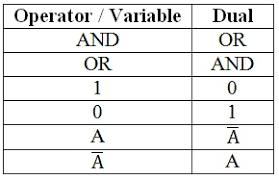 Operator / Variable Dual
AND OR
OR AND
1 0
0 1
A A̅
A̅ A